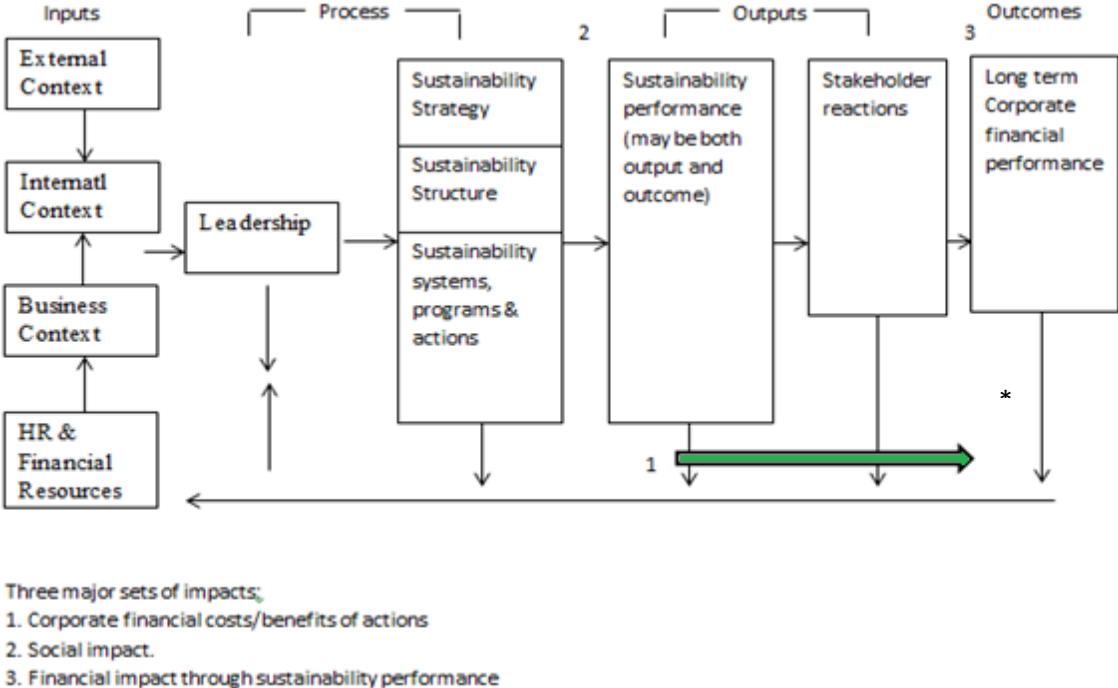 Inputs
Process
Outputs
Outcomes
2
3
External
Context
Internatl
Context
Business
Context
HR &
Financial
Resources
Leadership
Sustainability
Strategy
Sustainability
Structure
Sustainability
systems,
programs &
actions
Sustainability
performance
(may be both
output and
outcome)
Stakeholder
reactions
Long term
Corporate
financial
performance
*
1
Three major sets of impacts;
1. Corporate financial costs/benefits of actions
2. Social impact.
3. Financial impact through sustainability performance